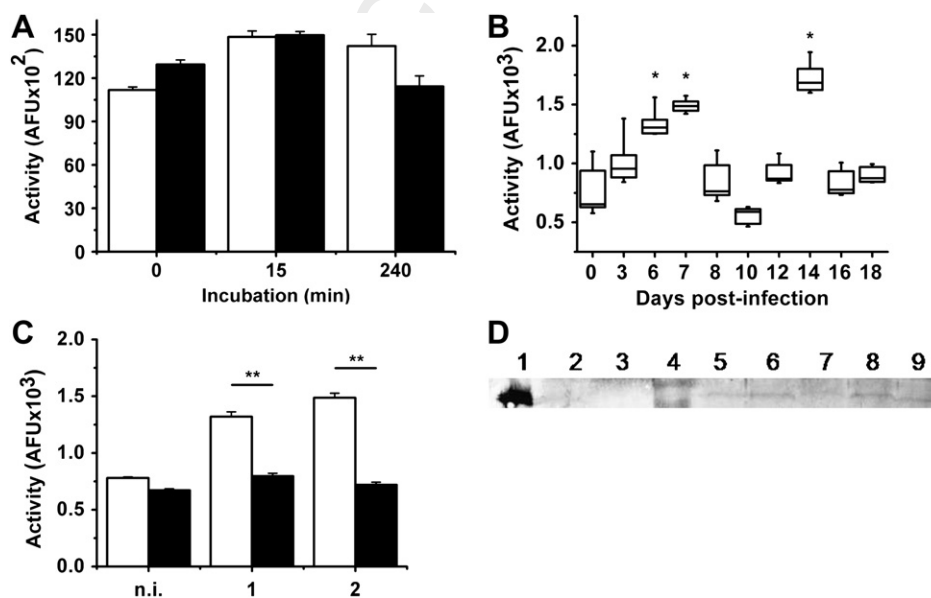 A
Activity (AFUx10²)
150
120
90
60
30
0
0 15 240
Incubation (min)
B
Activity (AFUx10³)
2.0
1.5
1.0
0.5
* * *
0 3 6 7 8 10 12 14 16 18
Days post-infection
C
Activity (AFUx10³)
2.0
1.5
1.0
0.5
0.0
** **
n.i. 1 2
D
1 2 3 4 5 6 7 8 9